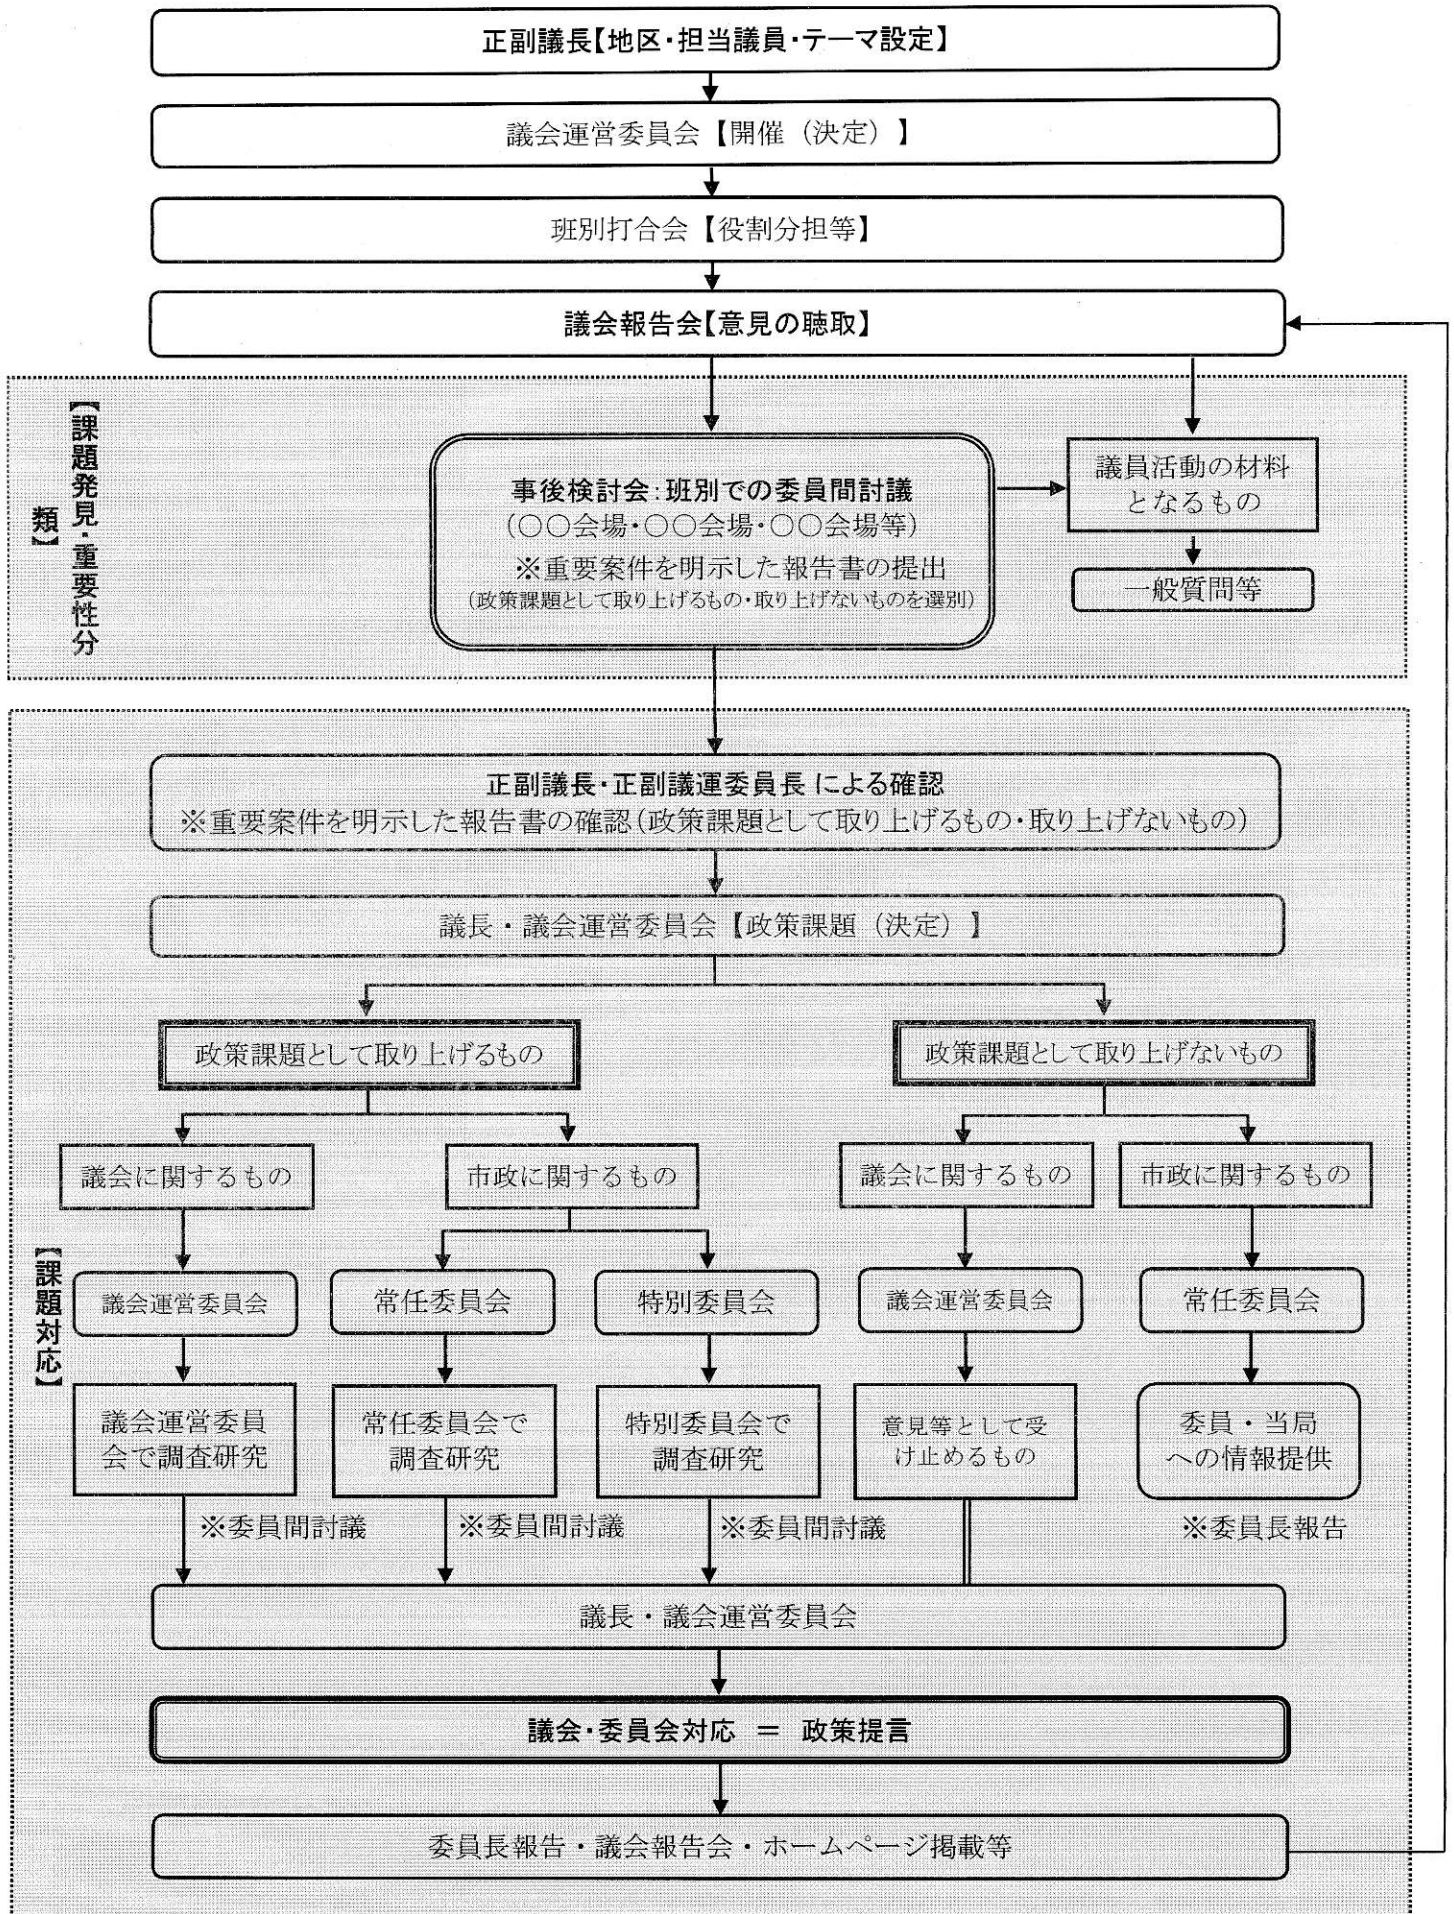 正副議長【地区・担当議員・テーマ設定】
議会運営委員会【開催（決定）】
班別打合会【役割分担等】
議会報告会【意見の聴取】
【課題発見・重要性分
類】
事後検討会：班別での委員間討議
（〇〇会場・〇〇会場・〇〇会場等）
※重要案件を明示した報告書の提出
（政策課題として取り上げるもの・取り上げないものを選別）
議員活動の材料
となるもの
一般質問等
正副議長・正副議運委員長による確認
※重要案件を明示した報告書の確認（政策課題として取り上げるもの・取り上げないもの）
議長・議会運営委員会【政策課題（決定）】
政策課題として取り上げるもの
政策課題として取り上げないもの
議会に関するもの
市政に関するもの
議会に関するもの
市政に関するもの
【課題対応】
議会運営委員会
常任委員会
特別委員会
議会運営委員会
常任委員会
議会運営委員
会で調査研究
常任委員会で
調査研究
特別委員会で
調査研究
意見等として受
け止めるもの
委員・当局
への情報提供
※委員間討議
※委員間討議
※委員間討議
※委員長報告
議長・議会運営委員会
議会・委員会対応 ＝ 政策提言
委員長報告・議会報告会・ホームページ掲載等